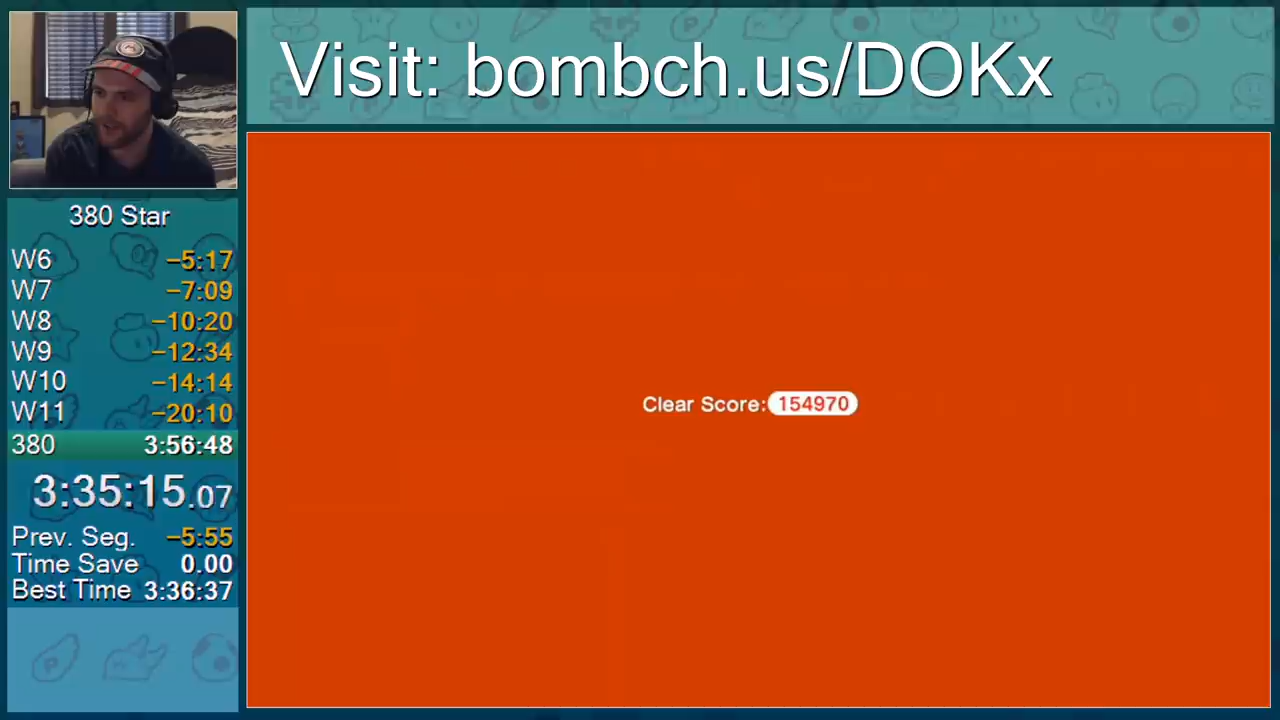 Visit: bombch.us/DOKx
380 Star
W6 -5:17
W7 -7:09
W8 -10:20
W9 -12:34
W10 -14:14
W11 -20:10
380 3:56:48
3:35:15.07
Prev. Seg. -5:55
Time Save 0.00
Best Time 3:36:37
Clear Score: 154970